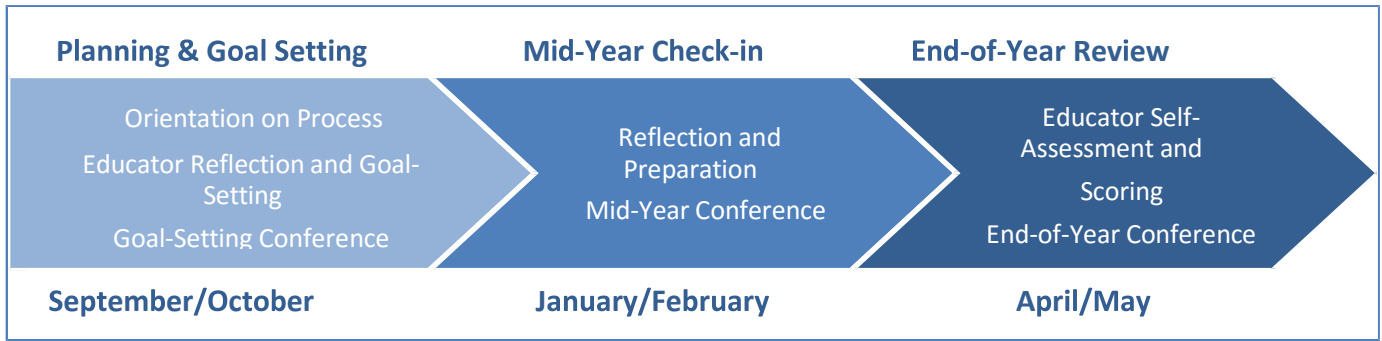 Planning & Goal Setting
Orientation on Process
Educator Reflection and Goal-
Setting
Goal-Setting Conference
September/October
Mid-Year Check-in
Reflection and
Preparation
Mid-Year Conference
January/February
End-of-Year Review
Educator Self-
Assessment and
Scoring
End-of-Year Conference
April/May